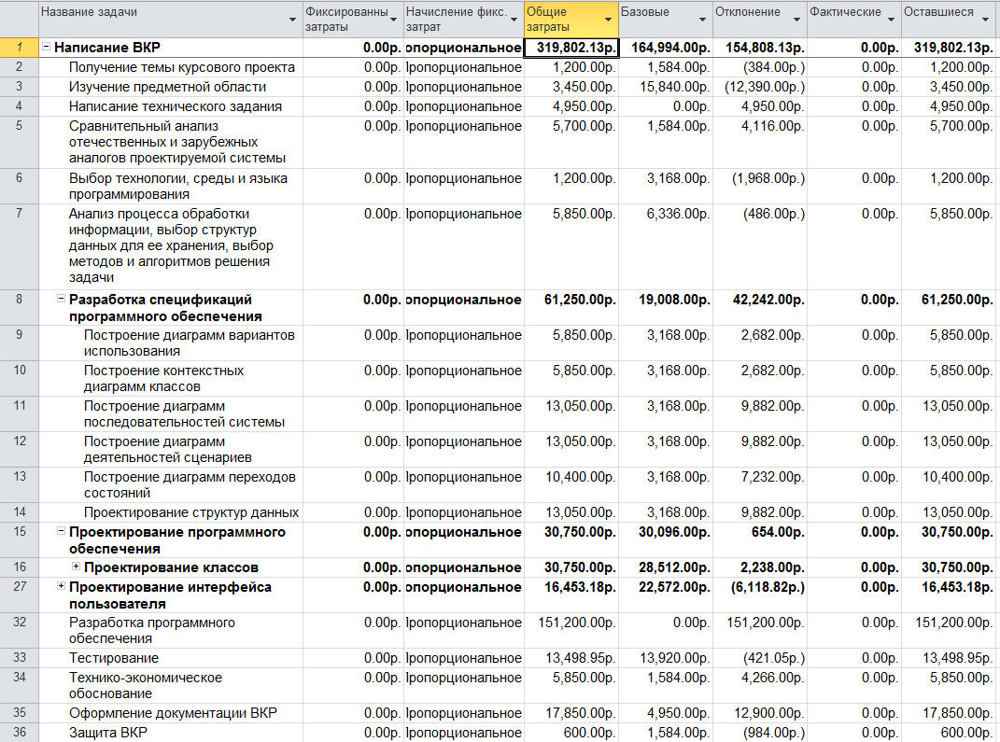 Название задачи Фиксированны затраты Начисление фикс. затрат Общие затраты Базовые Отклонение Фактические Оставшиеся
1 Написание ВКР 0.00р. опорциональное 319,802.13р. 164,994.00р. 154,808.13р. 0.00р. 319,802.13р.
2 Получение темы курсового проекта 0.00р. Пропорциональное 1,200.00р. 1,584.00р. (384.00р.) 0.00р. 1,200.00р.
3 Изучение предметной области 0.00р. Пропорциональное 3,450.00р. 15,840.00р. (12,390.00р.) 0.00р. 3,450.00р.
4 Написание технического задания 0.00р. Пропорциональное 4,950.00р. 0.00р. 4,950.00р. 0.00р. 4,950.00р.
5 Сравнительный анализ 0.00р. Пропорциональное 5,700.00р. 1,584.00р. 4,116.00р. 0.00р. 5,700.00р.
отечественных и зарубежных
аналогов проектируемой системы
6 Выбор технологии, среды и языка 0.00р. Пропорциональное 1,200.00р. 3,168.00р. (1,968.00р.) 0.00р. 1,200.00р.
программирования
7 Анализ процесса обработки 0.00р. Пропорциональное 5,850.00р. 6,336.00р. (486.00р.) 0.00р. 5,850.00р.
информации, выбор структур
данных для ее хранения, выбор
методов и алгоритмов решения
задачи
8 Разработка спецификаций 0.00р. опорциональное 61,250.00р. 19,008.00р. 42,242.00р. 0.00р. 61,250.00р.
программного обеспечения
9 Построение диаграмм вариантов 0.00р. Пропорциональное 5,850.00р. 3,168.00р. 2,682.00р. 0.00р. 5,850.00р.
использования
10 Построение контекстных 0.00р. Пропорциональное 5,850.00р. 3,168.00р. 2,682.00р. 0.00р. 5,850.00р.
диаграмм классов
11 Построение диаграмм 0.00р. Пропорциональное 13,050.00р. 3,168.00р. 9,882.00р. 0.00р. 13,050.00р.
последовательностей системы
12 Построение диаграмм 0.00р. Пропорциональное 13,050.00р. 3,168.00р. 9,882.00р. 0.00р. 13,050.00р.
деятельностей сценариев
13 Построение диаграмм переходов 0.00р. Пропорциональное 10,400.00р. 3,168.00р. 7,232.00р. 0.00р. 10,400.00р.
состояний
14 Проектирование структур данных 0.00р. Пропорциональное 13,050.00р. 3,168.00р. 9,882.00р. 0.00р. 13,050.00р.
15 Проектирование программного 0.00р. опорциональное 30,750.00р. 30,096.00р. 654.00р. 0.00р. 30,750.00р.
обеспечения
16 Проектирование классов 0.00р. опорциональное 30,750.00р. 28,512.00р. 2,238.00р. 0.00р. 30,750.00р.
27 Проектирование интерфейса 0.00р. опорциональное 16,453.18р. 22,572.00р. (6,118.82р.) 0.00р. 16,453.18р.
пользователя
32 Разработка программного 0.00р. Пропорциональное 151,200.00р. 0.00р. 151,200.00р. 0.00р. 151,200.00р.
обеспечения
33 Тестирование 0.00р. Пропорциональное 13,498.95р. 13,920.00р. (421.05р.) 0.00р. 13,498.95р.
34 Технико-экономическое 0.00р. Пропорциональное 5,850.00р. 1,584.00р. 4,266.00р. 0.00р. 5,850.00р.
обоснование
35 Оформление документации ВКР 0.00р. Пропорциональное 17,850.00р. 4,950.00р. 12,900.00р. 0.00р. 17,850.00р.
36 Защита ВКР 0.00р. Пропорциональное 600.00р. 1,584.00р. (984.00р.) 0.00р. 600.00р.